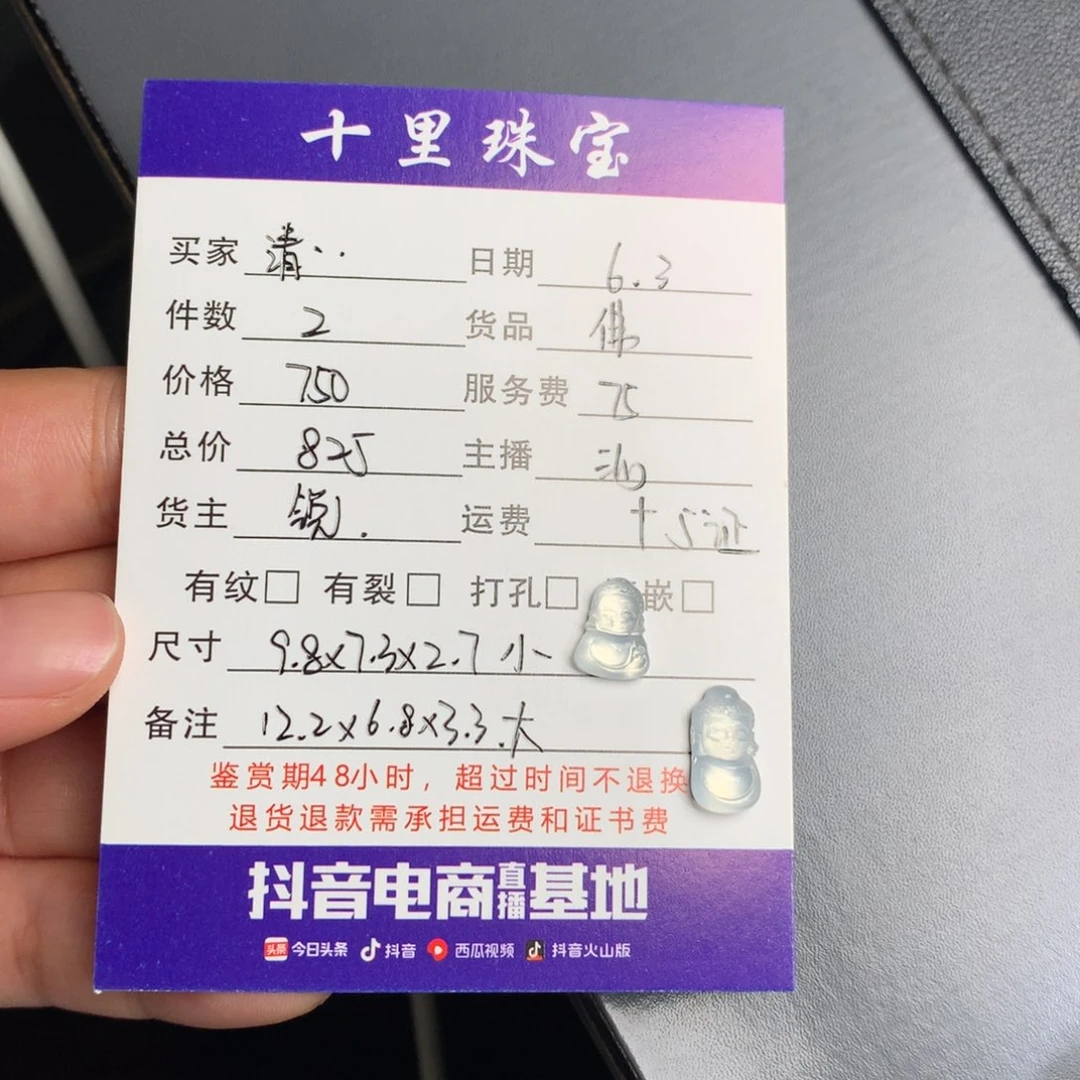 十里珠宝
买家 清.. 日期 6.3
件数 2 货品 佛
价格 750 服务费 75
总价 825 主播
货主 锐. 运费 +5证
有纹□ 有裂□ 打孔□ 嵌□
尺寸 9.8x7.3x2.7 小
备注 12.2x6.8x3.3.大
鉴赏期48小时，超过时间不退换
退货退款需承担运费和证书费
抖音电商直播基地
头条 今日头条 抖音 西瓜视频 抖音火山版